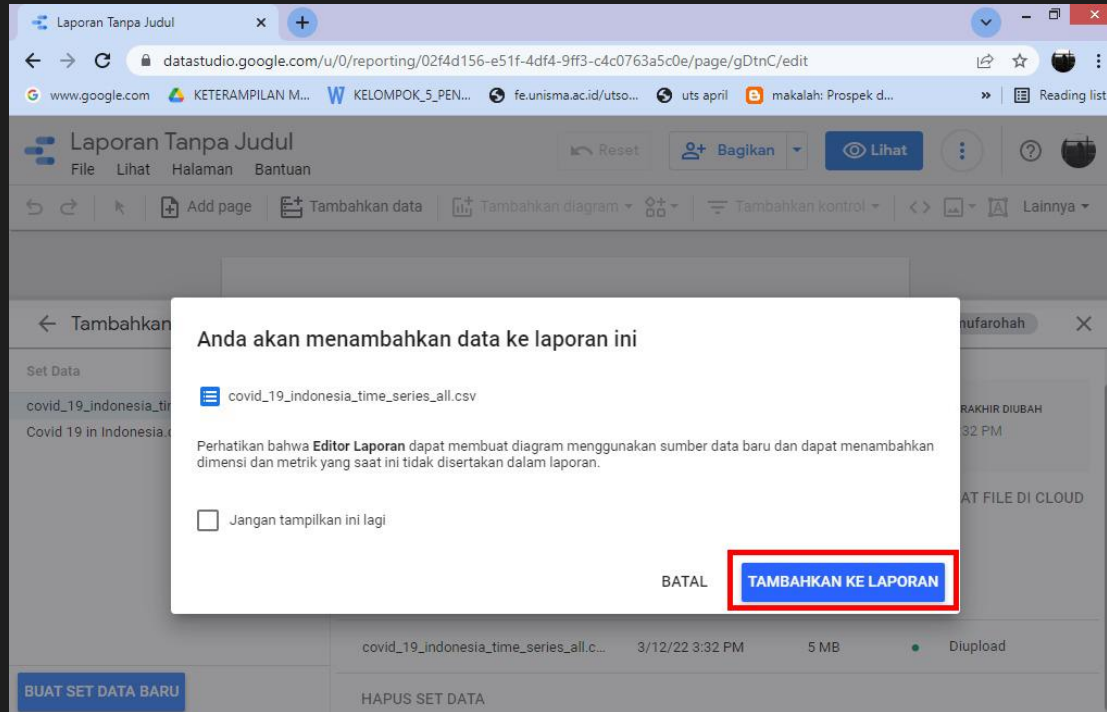 Laporan Tanpa Judul
datastudio.google.com/u/0/reporting/02f4d156-e51f-4df4-9ff3-c4c0763a5c0e/page/gDtnC/edit
www.google.com KETERAMPILAN M... KELOMPOK_5_PEN... fe.unisma.ac.id/utso... uts april makalah: Prospek d... » Reading list
Laporan Tanpa Judul
File Lihat Halaman Bantuan
Reset Bagikan Lihat
Add page Tambahkan data Tambahkan diagram Tambahkan kontrol Lainnya
Tambahkan
nufarohah
Anda akan menambahkan data ke laporan ini
Set Data
covid_19_indonesia_time_series_all.csv
covid_19_indonesia_tir
RAKHIR DIUBAH
Covid 19 in Indonesia.c
32 PM
Perhatikan bahwa Editor Laporan dapat membuat diagram menggunakan sumber data baru dan dapat menambahkan
dimensi dan metrik yang saat ini tidak disertakan dalam laporan.
AT FILE DI CLOUD
Jangan tampilkan ini lagi
BATAL TAMBAHKAN KE LAPORAN
covid_19_indonesia_time_series_all.c... 3/12/22 3:32 PM 5 MB Diupload
BUAT SET DATA BARU
HAPUS SET DATA